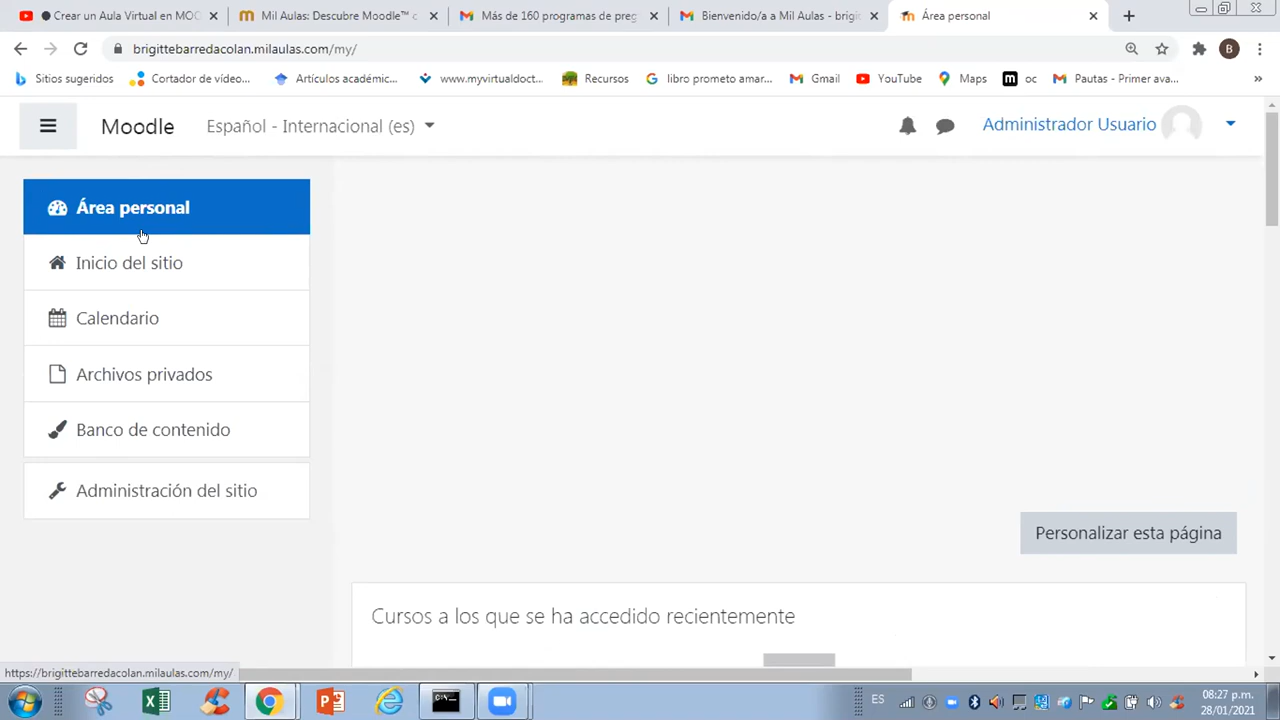 Crear un Aula Virtual en MOO
Mil Aulas: Descubre Moodle™ c
Más de 160 programas de preg
Bienvenido/a a Mil Aulas - brigit
Área personal
brigittebarredacolan.milaulas.com/my/
B
Sitios sugeridos
Cortador de vídeo...
Artículos académic...
www.myvirtualdoct...
Recursos
libro prometo amar...
Gmail
YouTube
Maps
m
oc
Pautas - Primer ava...
»
Moodle
Español - Internacional (es)
Administrador Usuario
Área personal
Inicio del sitio
Calendario
Archivos privados
Banco de contenido
Administración del sitio
Personalizar esta página
Cursos a los que se ha accedido recientemente
https://brigittebarredacolan.milaulas.com/my/
ES
08:27 p.m.
28/01/2021